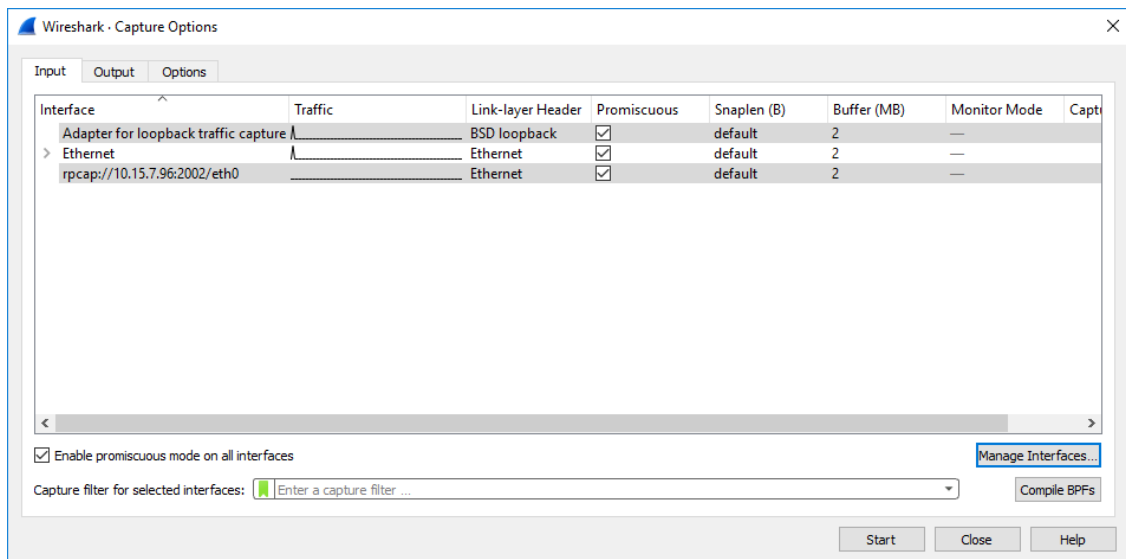 Wireshark · Capture Options
Input Output Options
Interface Traffic Link-layer Header Promiscuous Snaplen (B) Buffer (MB) Monitor Mode Captu
Adapter for loopback traffic capture BSD loopback default 2 —
Ethernet Ethernet default 2 —
rpcap://10.15.7.96:2002/eth0 Ethernet default 2 —
Enable promiscuous mode on all interfaces Manage Interfaces...
Capture filter for selected interfaces: Enter a capture filter ... Compile BPFs
Start Close Help